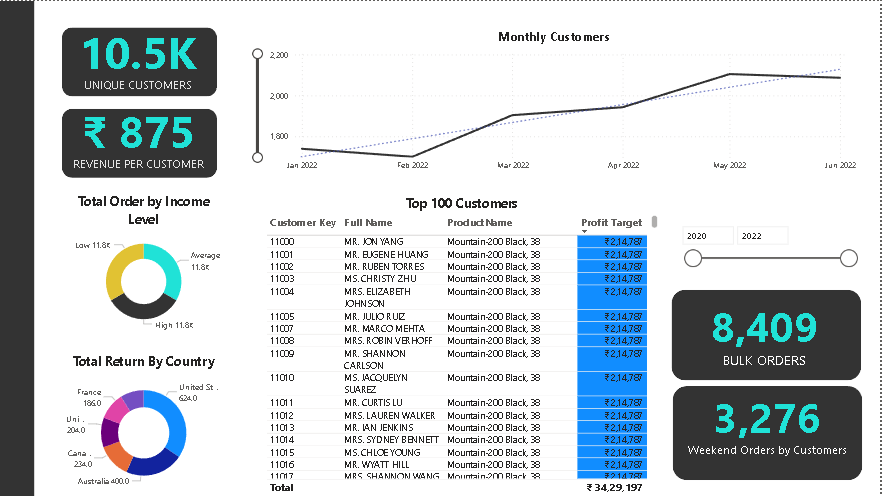 10.5K
UNIQUE CUSTOMERS
₹ 875
REVENUE PER CUSTOMER
Monthly Customers
2,200
2,000
1,800
Jan 2022 Feb 2022 Mar 2022 Apr 2022 May 2022 Jun 2022
Total Order by Income
Level
Low 11.8K
Average
11.8K
High 11.8K
Total Return By Country
United St...
624.0
France
186.0
Uni...
204.0
Cana...
234.0
Australia 400.0
Top 100 Customers
Customer Key Full Name ProductName Profit Target
11000 MR. JON YANG Mountain-200 Black, 38 ₹ 2,14,787
11001 MR. EUGENE HUANG Mountain-200 Black, 38 ₹ 2,14,787
11002 MR. RUBEN TORRES Mountain-200 Black, 38 ₹ 2,14,787
11003 MS. CHRISTY ZHU Mountain-200 Black, 38 ₹ 2,14,787
11004 MRS. ELIZABETH Mountain-200 Black, 38 ₹ 2,14,787
JOHNSON
11005 MR. JULIO RUIZ Mountain-200 Black, 38 ₹ 2,14,787
11007 MR. MARCO MEHTA Mountain-200 Black, 38 ₹ 2,14,787
11008 MRS. ROBIN VERHOFF Mountain-200 Black, 38 ₹ 2,14,787
11009 MR. SHANNON Mountain-200 Black, 38 ₹ 2,14,787
CARLSON
11010 MS. JACQUELYN Mountain-200 Black, 38 ₹ 2,14,787
SUAREZ
11011 MR. CURTIS LU Mountain-200 Black, 38 ₹ 2,14,787
11012 MRS. LAUREN WALKER Mountain-200 Black, 38 ₹ 2,14,787
11013 MR. IAN JENKINS Mountain-200 Black, 38 ₹ 2,14,787
11014 MRS. SYDNEY BENNETT Mountain-200 Black, 38 ₹ 2,14,787
11015 MS. CHLOE YOUNG Mountain-200 Black, 38 ₹ 2,14,787
11016 MR. WYATT HILL Mountain-200 Black, 38 ₹ 2,14,787
11017 MRS. SHANNON WANG Mountain-200 Black, 38 ₹ 2,14,787
Total ₹ 34,29,197
2020 2022
8,409
BULK ORDERS
3,276
Weekend Orders by Customers